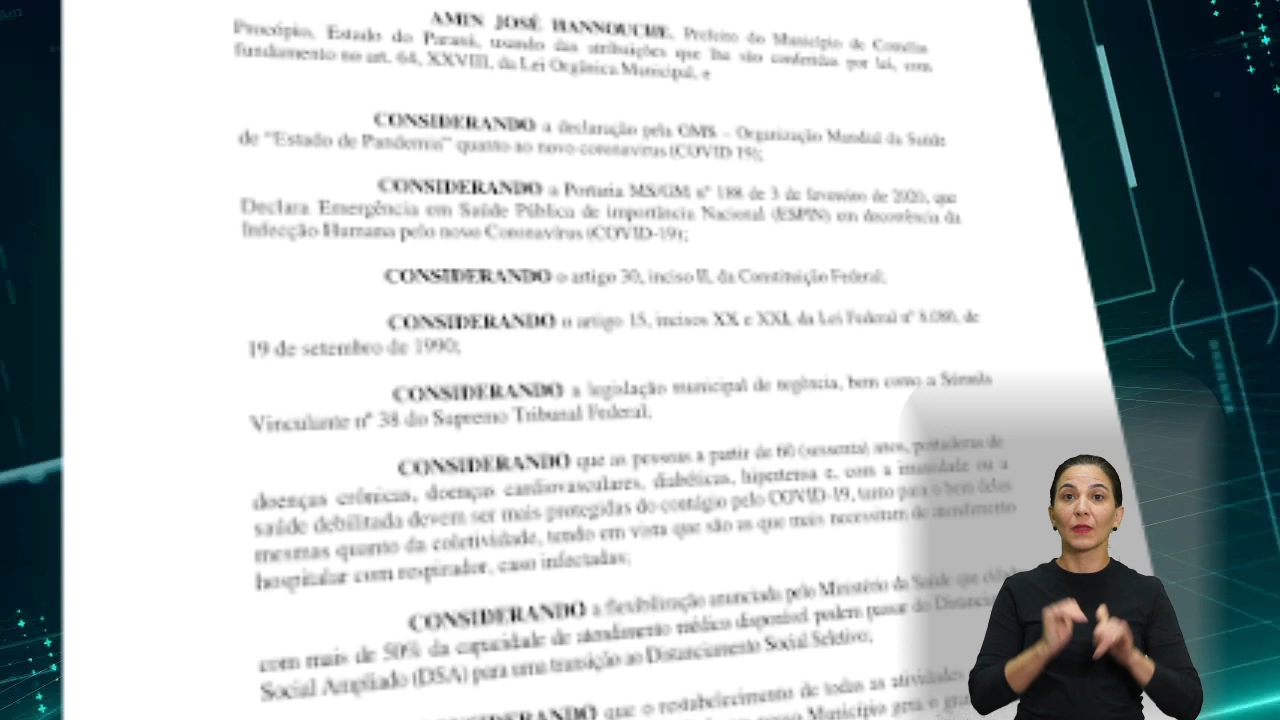 AMIN JOSÉ HANNOUCHE, Prefeito do Município de Cornélio
Procópio, Estado do Paraná, usando das atribuições que lhe são conferidas por lei, com
fundamento no art. 64, XXVIII, da Lei Orgânica Municipal, e
CONSIDERANDO a declaração pela OMS – Organização Mundial da Saúde
de "Estado de Pandemia" quanto ao novo coronavírus (COVID 19);
CONSIDERANDO a Portaria MS/GM nº 188 de 3 de fevereiro de 2020, que
Declara Emergência em Saúde Pública de importância Nacional (ESPIN) em decorrência da
Infecção Humana pelo novo Coronavírus (COVID-19);
CONSIDERANDO o artigo 30, inciso II, da Constituição Federal;
CONSIDERANDO o artigo 15, incisos XX e XXI, da Lei Federal nº 8.080, de
19 de setembro de 1990;
CONSIDERANDO a legislação municipal de regência, bem como a Súmula
Vinculante nº 38 do Supremo Tribunal Federal;
CONSIDERANDO que as pessoas a partir de 60 (sessenta) anos, portadoras de
doenças crônicas, doenças cardiovasculares, diabéticas, hipertensa e, com a imunidade ou a
saúde debilitada devem ser mais protegidas do contágio pelo COVID-19, tanto para o bem delas
mesmas quanto da coletividade, tendo em vista que são as que mais necessitam de atendimento
hospitalar com respirador, caso infectadas;
CONSIDERANDO a flexibilização anunciada pelo Ministério da Saúde que
com mais de 50% da capacidade de atendimento médico disponível podem passar do Distanciamento
Social Ampliado (DSA) para uma transição ao Distanciamento Social Seletivo;
CONSIDERANDO que o restabelecimento de todas as atividades
nosso Município gera o